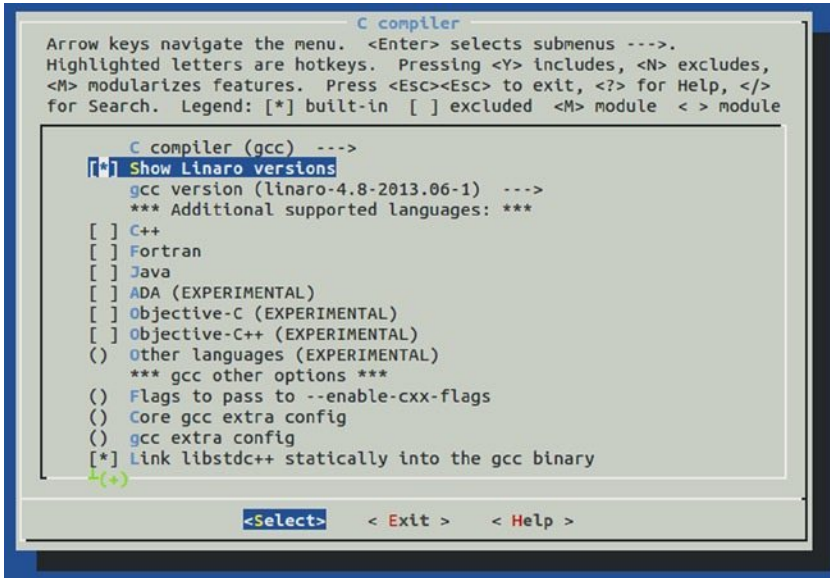 C compiler
Arrow keys navigate the menu.  <Enter> selects submenus --->.
Highlighted letters are hotkeys.  Pressing <Y> includes, <N> excludes,
<M> modularizes features.  Press <Esc><Esc> to exit, <?> for Help, </>
for Search.  Legend: [*] built-in  [ ] excluded  <M> module  < > module
C compiler (gcc)  --->
[*] Show Linaro versions
gcc version (linaro-4.8-2013.06-1)  --->
*** Additional supported languages: ***
[ ] C++
[ ] Fortran
[ ] Java
[ ] ADA (EXPERIMENTAL)
[ ] Objective-C (EXPERIMENTAL)
[ ] Objective-C++ (EXPERIMENTAL)
() Other languages (EXPERIMENTAL)
*** gcc other options ***
() Flags to pass to --enable-cxx-flags
() Core gcc extra config
() gcc extra config
[*] Link libstdc++ statically into the gcc binary
┴(+)
<Select>    < Exit >    < Help >